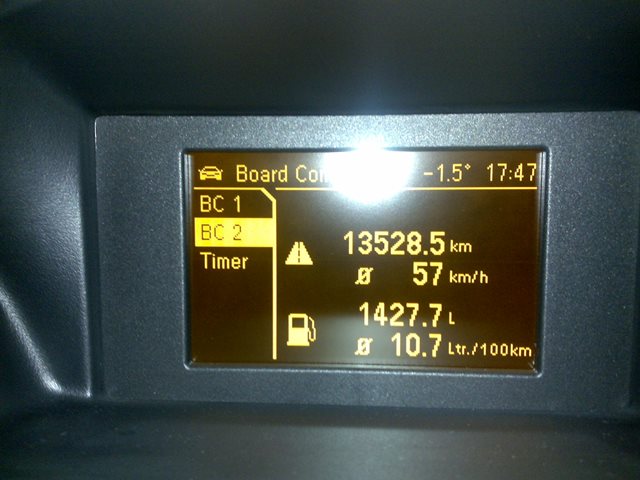 Board -1.5° 17:47
BC 1
BC 2
Timer
13528.5 km
ø 57 km/h
1427.7 L
ø 10.7 Ltr./100km